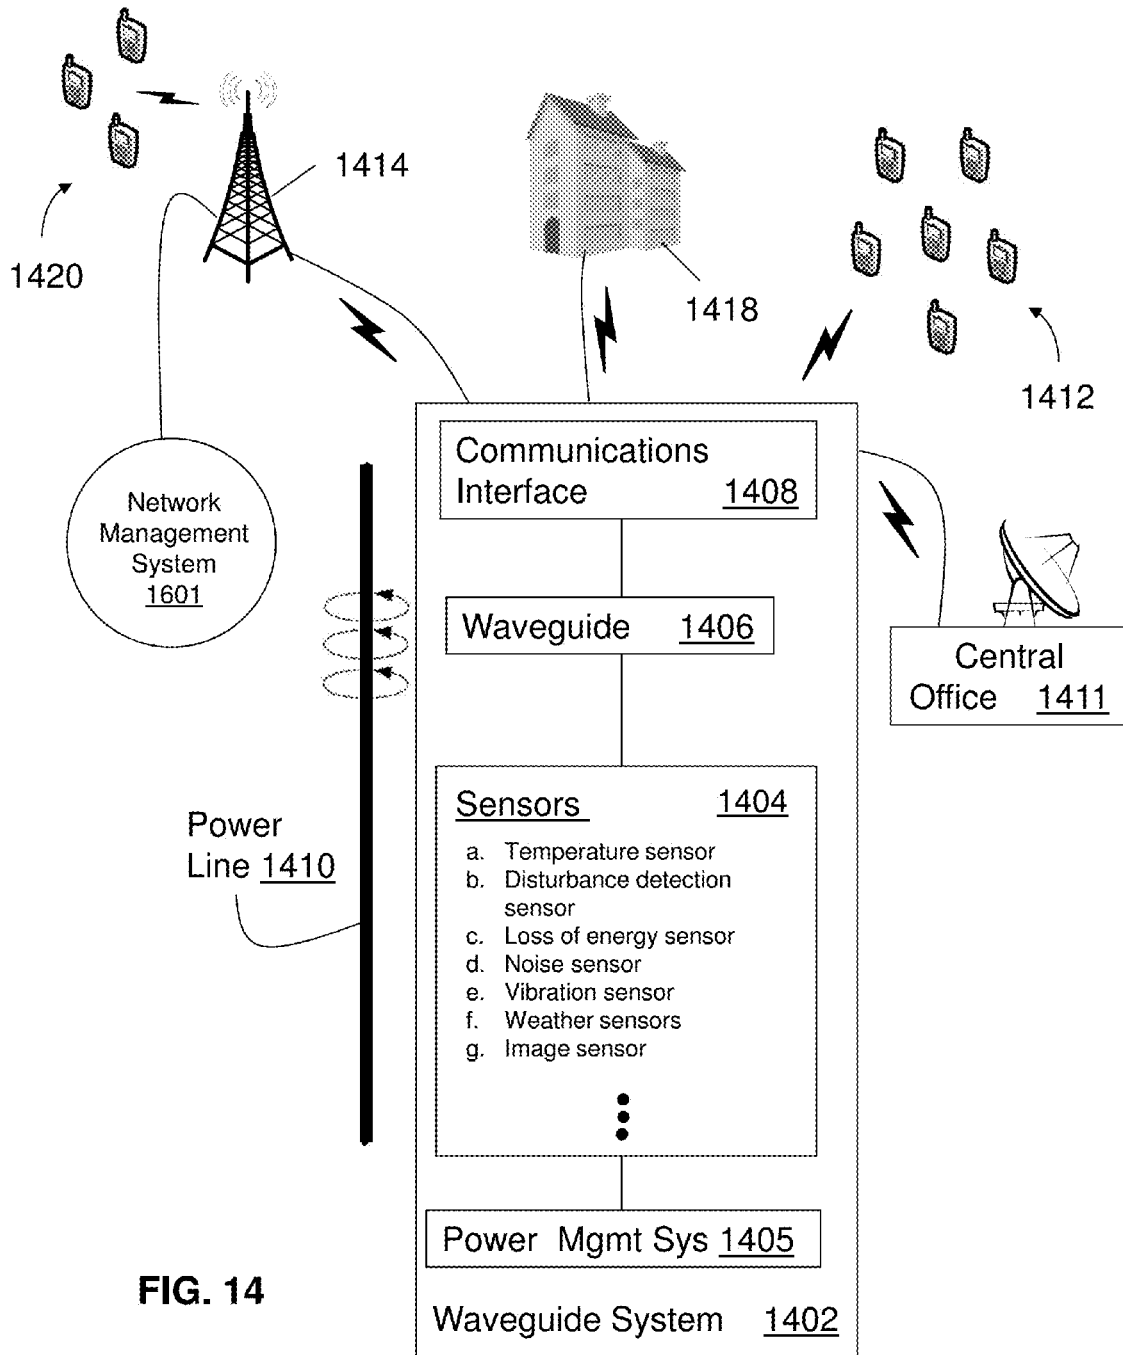 1414
1420
1418
1412
Communications
Interface 1408
Network
Management
System
1601
Waveguide 1406
Central
Office 1411
Sensors 1404
a. Temperature sensor
b. Disturbance detection
sensor
c. Loss of energy sensor
d. Noise sensor
e. Vibration sensor
f. Weather sensors
g. Image sensor
Power
Line 1410
Power Mgmt Sys 1405
FIG. 14
Waveguide System 1402